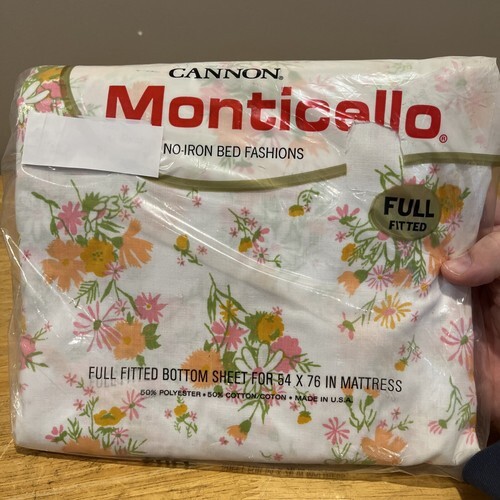 CANNON®
Monticello®
NO-IRON BED FASHIONS
FULL
FITTED
FULL FITTED BOTTOM SHEET FOR 54 X 76 IN MATTRESS
50% POLYESTER • 50% COTTON/COTON • MADE IN U.S.A.